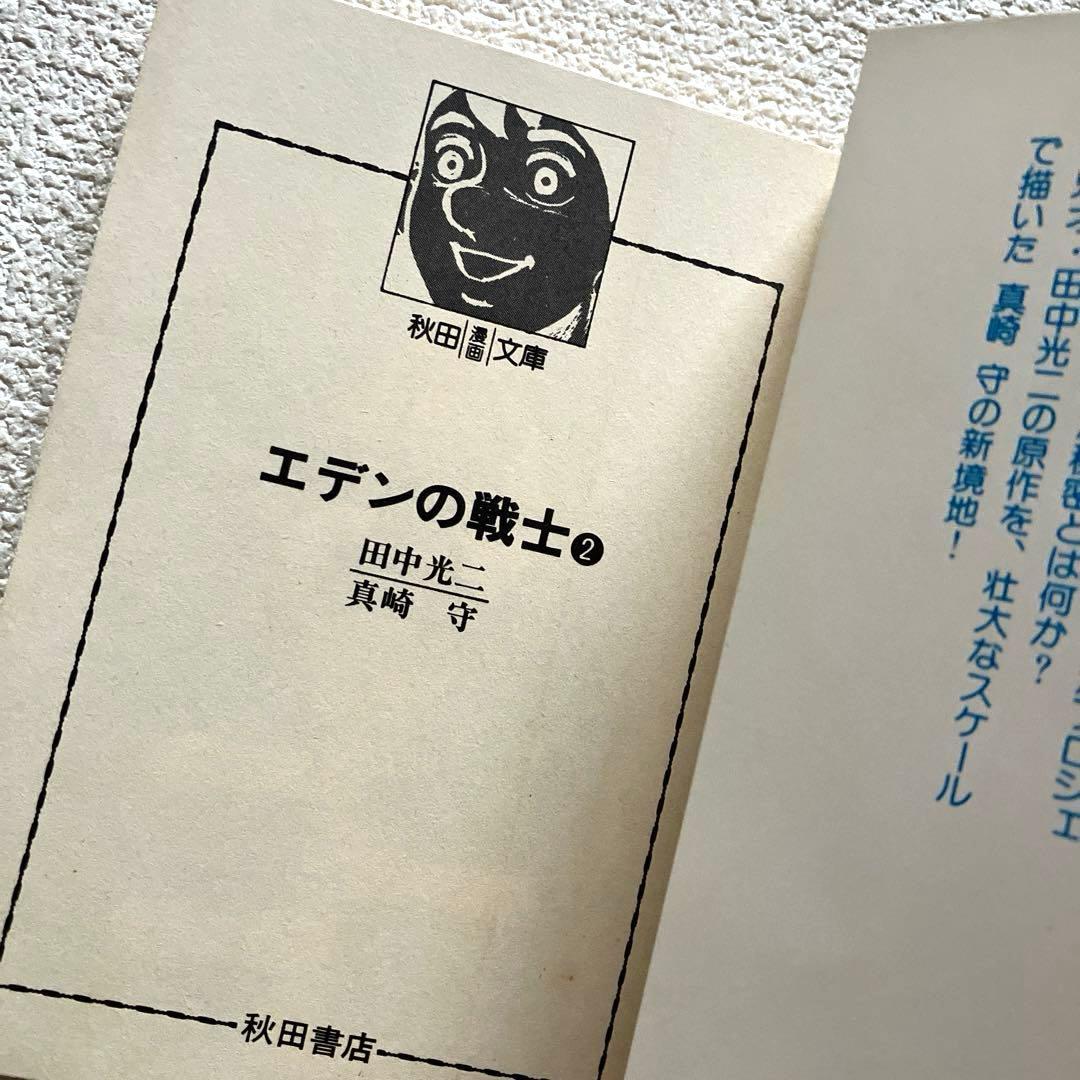 秋田漫画文庫
エデンの戦士❷
田中光二
真崎 守
秋田書店
密とは何か?
田中光二の原作を、壮大なスケール
で描いた 真崎 守の新境地!